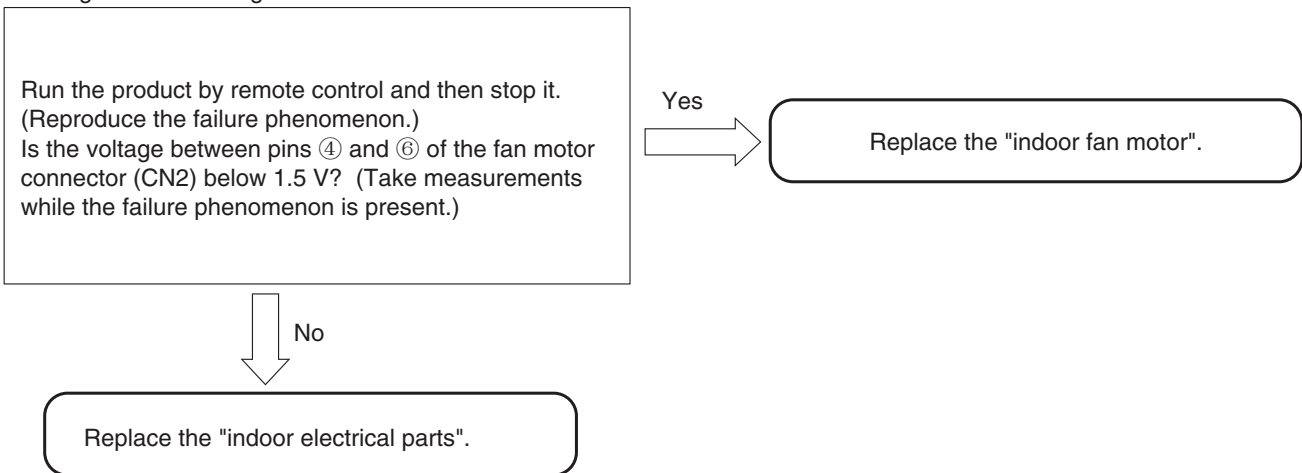 Run the product by remote control and then stop it.
(Reproduce the failure phenomenon.)
Is the voltage between pins ④ and ⑥ of the fan motor
connector (CN2) below 1.5 V?  (Take measurements
while the failure phenomenon is present.)
Yes
Replace the "indoor fan motor".
No
Replace the "indoor electrical parts".